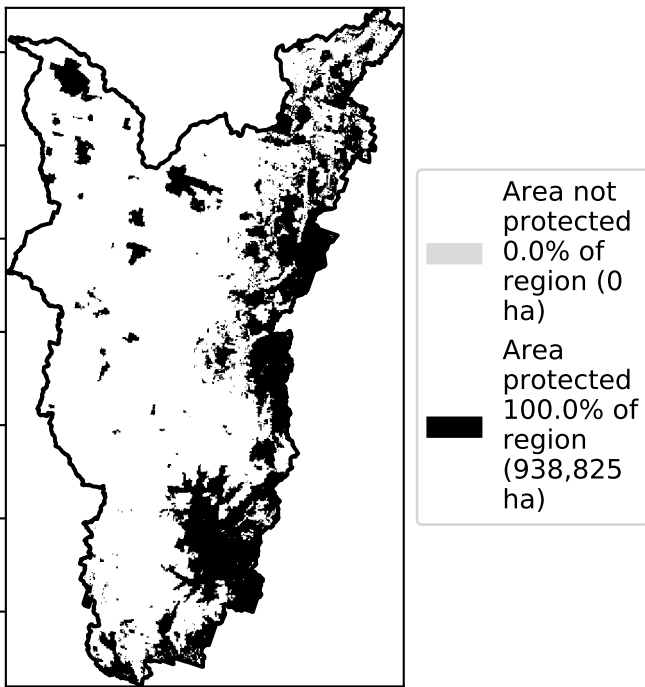 Area not
protected
0.0% of
region (0
ha)
Area
protected
100.0% of
region
(938,825
ha)